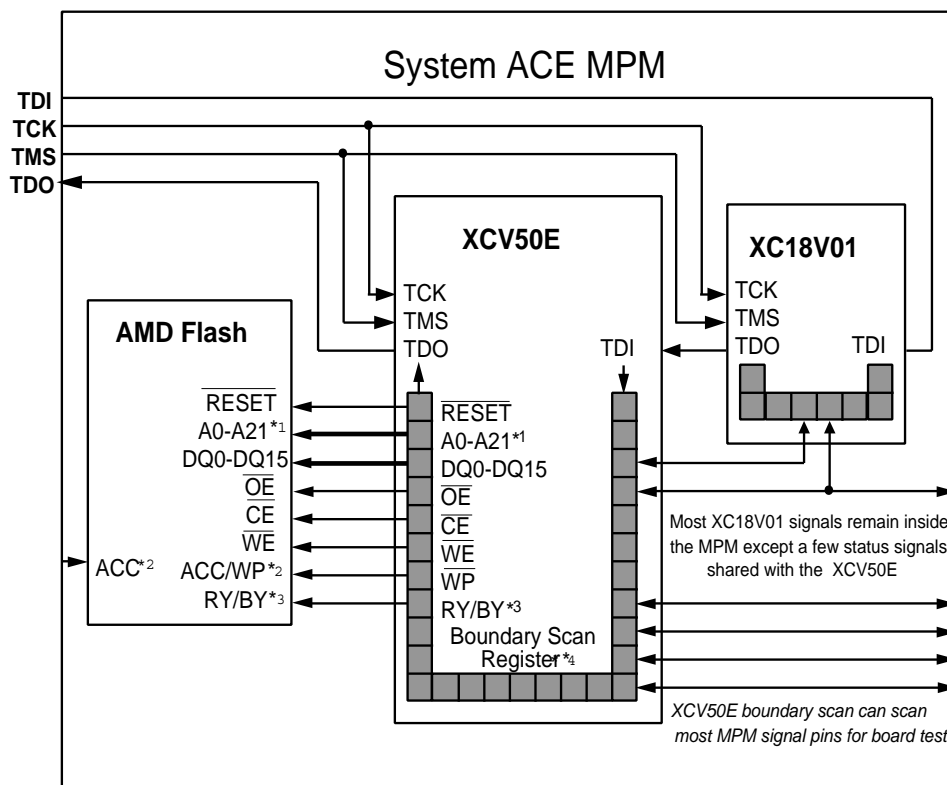 System ACE MPM
TDI
TCK
TMS
TDO
XCV50E
TCK
TMS
TDO
TDI
RESET
A0-A21*1
DQ0-DQ15
OE
CE
WE
WP
RY/BY*3
Boundary Scan
Register*4
XC18V01
TCK
TMS
TDO
TDI
AMD Flash
RESET
A0-A21*1
DQ0-DQ15
OE
CE
WE
ACC*2
ACC/WP*2
RY/BY*3
Most XC18V01 signals remain inside
the MPM except a few status signals
shared with the XCV50E
XCV50E boundary scan can scan
most MPM signal pins for board test